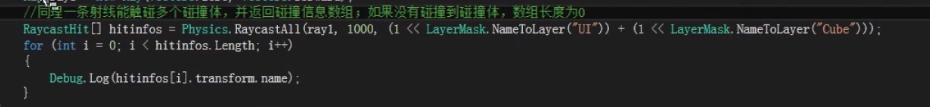 //同理一条射线能触碰多个碰撞体，并返回碰撞信息数组；如果没有碰撞到碰撞体，数组长度为0
RaycastHit[] hitinfos = Physics.RaycastAll(ray1, 1000, (1 << LayerMask.NameToLayer("UI")) + (1 << LayerMask.NameToLayer("Cube")));
for (int i = 0; i < hitinfos.Length; i++)
{
Debug.Log(hitinfos[i].transform.name);
}